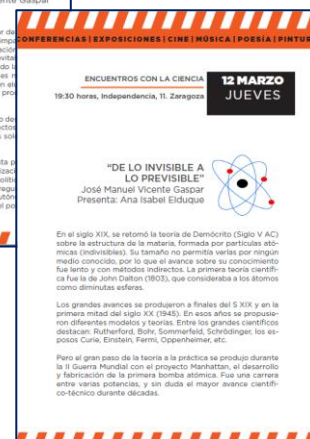 ente Gaspar
CONFERENCIAS | EXPOSICIONES | CINE | MÚSICA | POESÍA | PINTUR
ENCUENTROS CON LA CIENCIA
19:30 horas, Independencia, 11. Zaragoza
12 MARZO
JUEVES
"DE LO INVISIBLE A
LO PREVISIBLE"
José Manuel Vicente Gaspar
Presenta: Ana Isabel Elduque
En el siglo XIX, se retomó la teoría de Demócrito (Siglo V AC)
sobre la estructura de la materia, formada por partículas ató-
micas (indivisibles). Su tamaño no permitía verlas por ningún
medio conocido, por lo que el avance sobre su conocimiento
fue lento y con métodos indirectos. La primera teoría científi-
ca fue la de John Dalton (1803), que consideraba a los átomos
como diminutas esferas.
Los grandes avances se produjeron a finales del S XIX y en la
primera mitad del siglo XX (1945). En esos años se propusie-
ron diferentes modelos y teorías. Entre los grandes científicos
destacan: Rutherford, Bohr, Sommerfeld, Schrödinger, los es-
posos Curie, Einstein, Fermi, Oppenheimer, etc.
Pero el gran paso de la teoría a la práctica se produjo durante
la II Guerra Mundial con el proyecto Manhattan, el desarrollo
y fabricación de la primera bomba atómica. Fue una carrera
entre varias potencias, y sin duda el mayor avance científi-
co-técnico durante décadas.